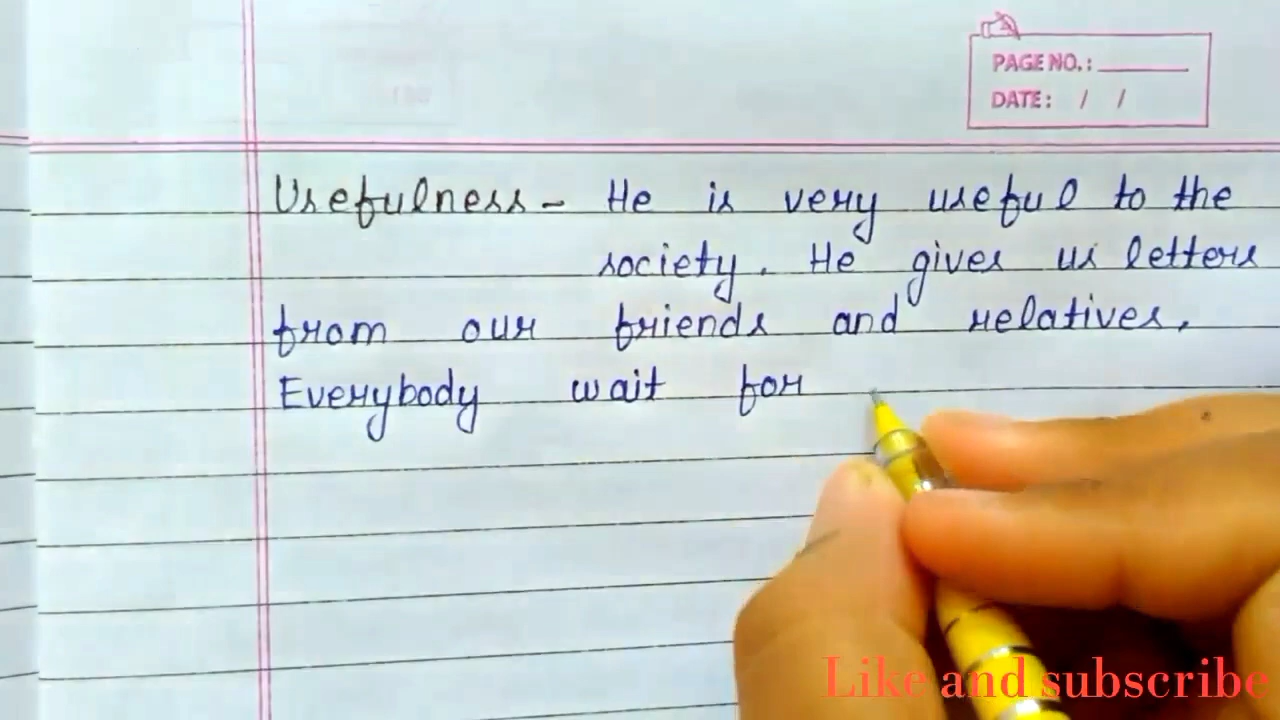 PAGE NO.:
DATE: / /
Usefulness - He is very useful to the
society. He gives us letters
from our friends and relatives.
Everybody wait for
Like and subscribe